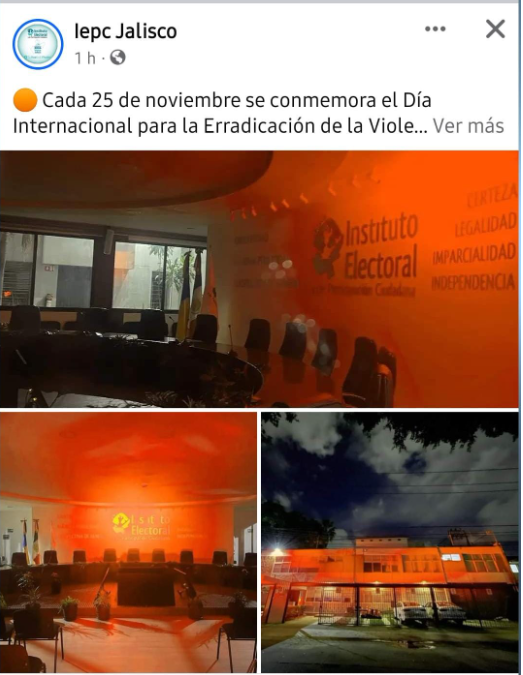 Iepc Jalisco
1 h
Cada 25 de noviembre se conmemora el Día
Internacional para la Erradicación de la Viole... Ver más
Instituto
Electoral
CERTEZA
LEGALIDAD
IMPARCIALIDAD
INDEPENDENCIA
Electoral